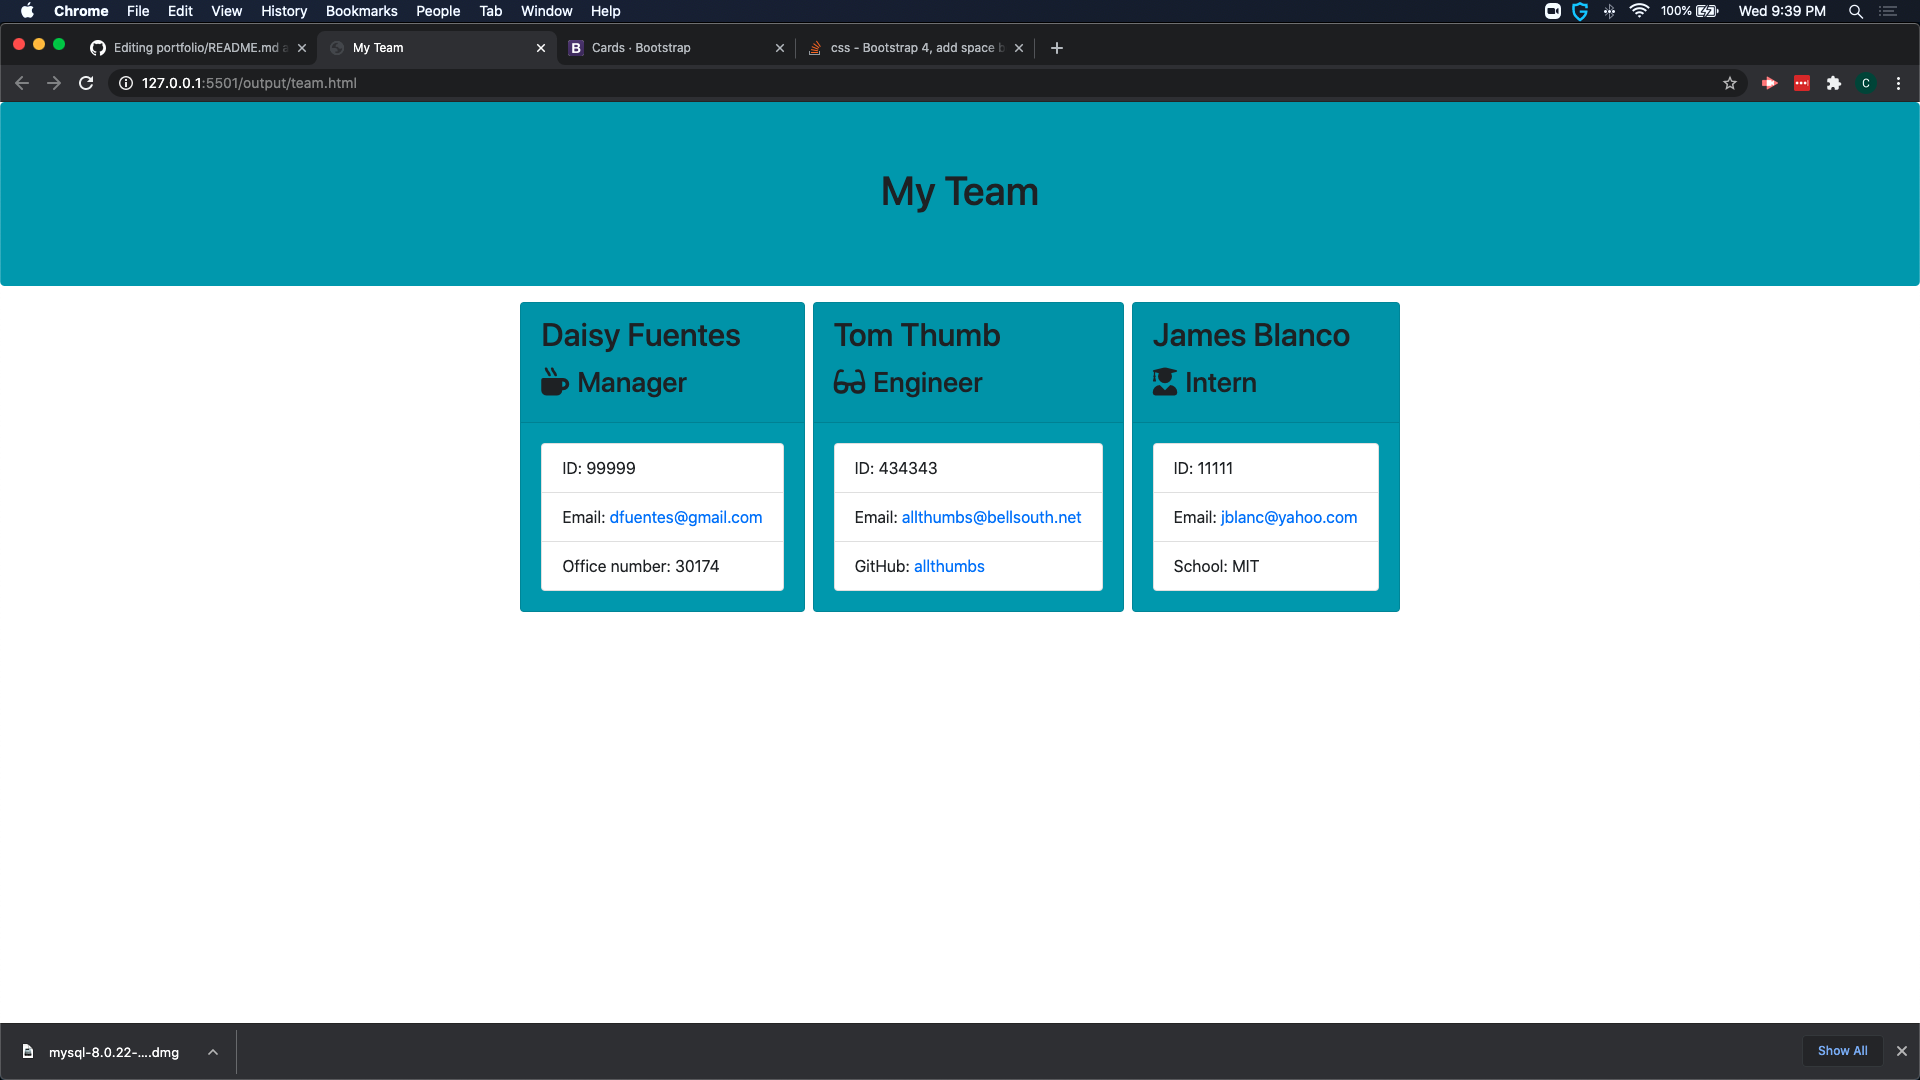 Chrome File Edit View History Bookmarks People Tab Window Help 100% Wed 9:39 PM
Editing portfolio/README.md a My Team Cards · Bootstrap css - Bootstrap 4, add space b
127.0.0.1:5501/output/team.html C
My Team
Daisy Fuentes
Manager
ID: 99999
Email: dfuentes@gmail.com
Office number: 30174
Tom Thumb
Engineer
ID: 434343
Email: allthumbs@bellsouth.net
GitHub: allthumbs
James Blanco
Intern
ID: 11111
Email: jblanc@yahoo.com
School: MIT
mysql-8.0.22-....dmg Show All